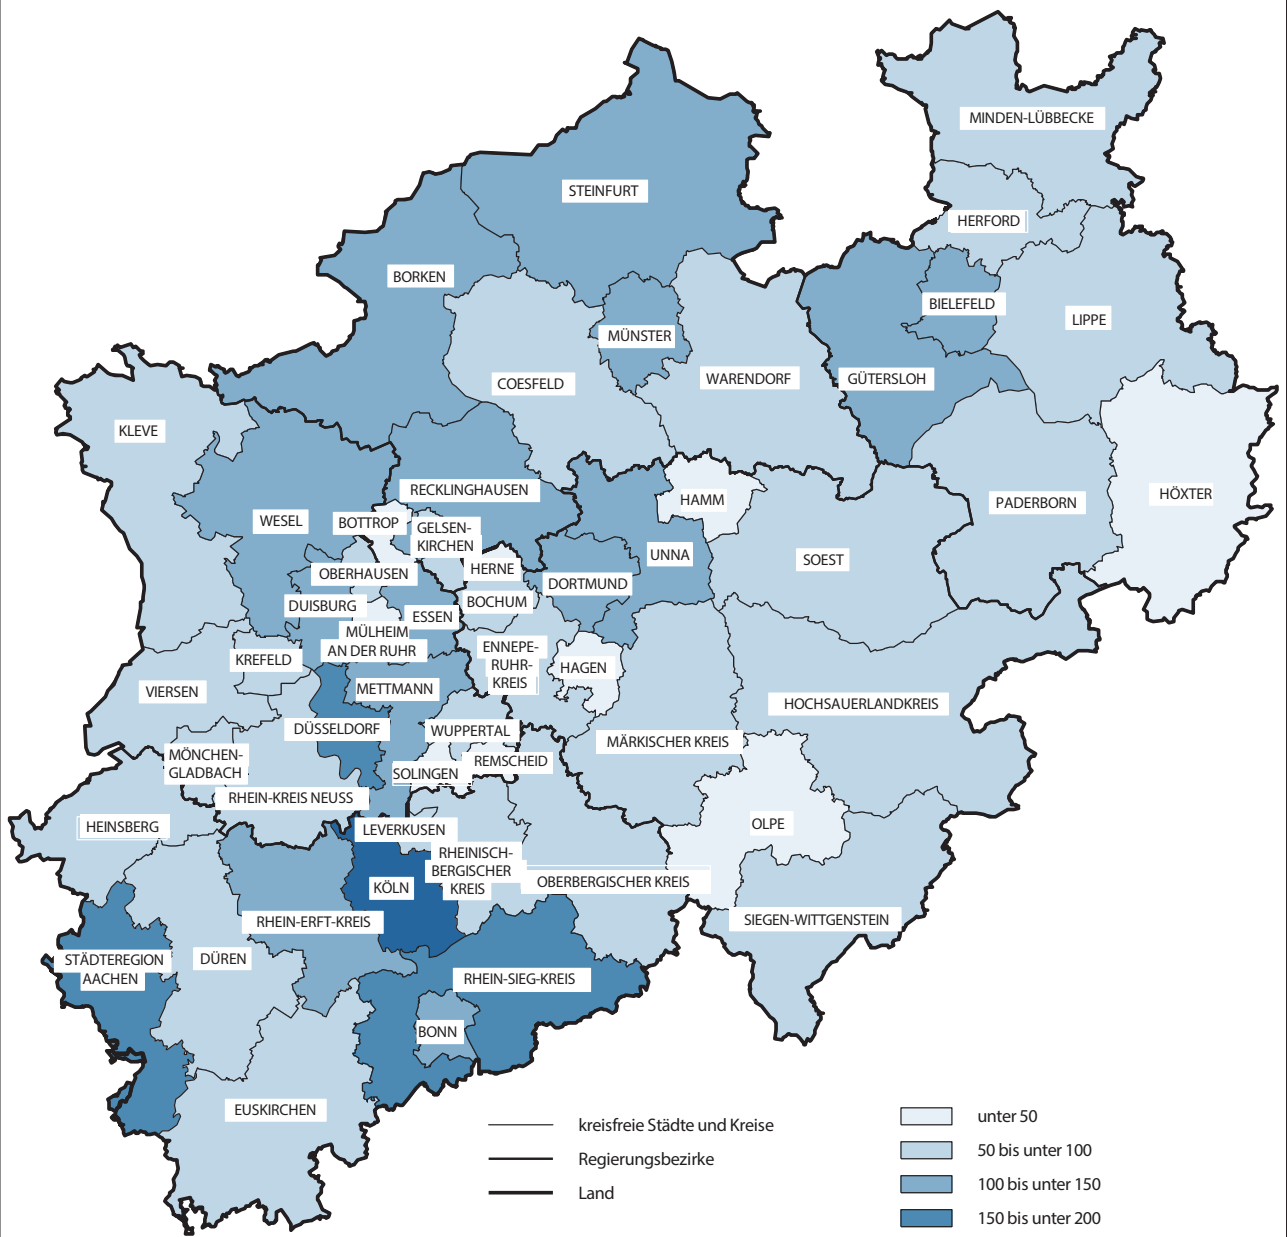 MINDEN-LÜBBECKE
STEINFURT
HERFORD
BORKEN
BIELEFELD
LIPPE
MÜNSTER
COESFELD
WARENDORF
GÜTERSLOH
KLEVE
RECKLINGHAUSEN
HAMM
HÖXTER
PADERBORN
WESEL
BOTTROP
GELSEN-
KIRCHEN
UNNA
SOEST
HERNE
OBERHAUSEN
DORTMUND
DUISBURG
BOCHUM
ESSEN
MÜLHEIM
AN DER RUHR
ENNEPE-
RUHR-
KREIS
HAGEN
KREFELD
VIERSEN
METTMANN
HOCHSAUERLANDKREIS
DÜSSELDORF
WUPPERTAL
MÄRKISCHER KREIS
MÖNCHEN-
GLADBACH
REMSCHEID
SOLINGEN
RHEIN-KREIS NEUSS
HEINSBERG
LEVERKUSEN
OLPE
RHEINISCH-
BERGISCHER
KREIS
KÖLN
OBERBERGISCHER KREIS
RHEIN-ERFT-KREIS
SIEGEN-WITTGENSTEIN
STÄDTEREGION
AACHEN
DÜREN
RHEIN-SIEG-KREIS
BONN
EUSKIRCHEN
kreisfreie Städte und Kreise
Regierungsbezirke
Land
unter 50
50 bis unter 100
100 bis unter 150
150 bis unter 200